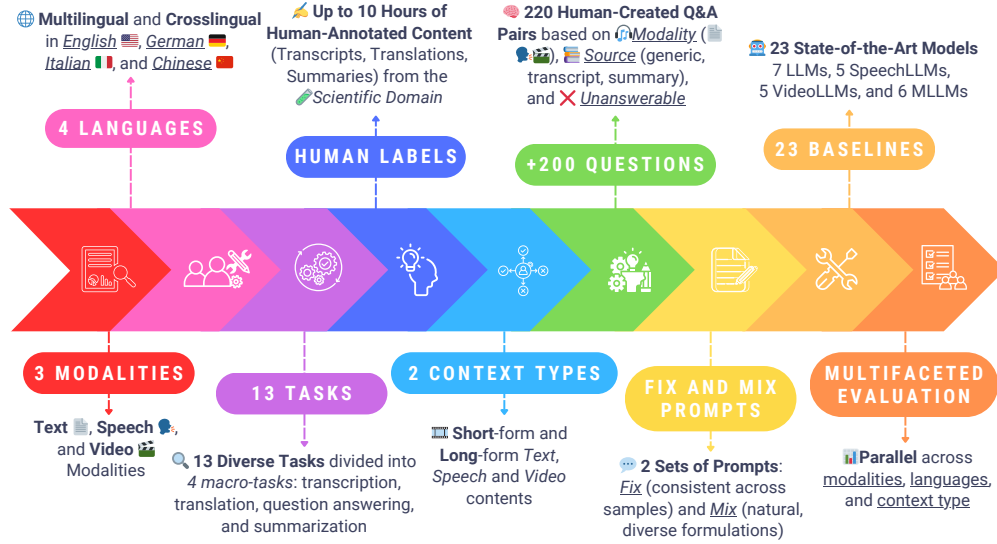 🌐 Multilingual and Crosslingual
in English 🇺🇸, German 🇩🇪,
Italian 🇮🇹, and Chinese 🇨🇳
4 LANGUAGES
✍️ Up to 10 Hours of
Human-Annotated Content
(Transcripts, Translations,
Summaries) from the
🧪Scientific Domain
HUMAN LABELS
🧠 220 Human-Created Q&A
Pairs based on 🎧Modality (📄
🗣️🎬), 📚 Source (generic,
transcript, summary),
and ❌ Unanswerable
+200 QUESTIONS
🤖 23 State-of-the-Art Models
7 LLMs, 5 SpeechLLMs,
5 VideoLLMs, and 6 MLLMs
23 BASELINES
3 MODALITIES
Text 📄, Speech 🗣️,
and Video 🎬
Modalities
13 TASKS
🔍 13 Diverse Tasks divided into
4 macro-tasks: transcription,
translation, question answering,
and summarization
2 CONTEXT TYPES
🎞️ Short-form and
Long-form Text,
Speech and Video
contents
FIX AND MIX
PROMPTS
💬 2 Sets of Prompts:
Fix (consistent across
samples) and Mix (natural,
diverse formulations)
MULTIFACETED
EVALUATION
📊Parallel across
modalities, languages,
and context type